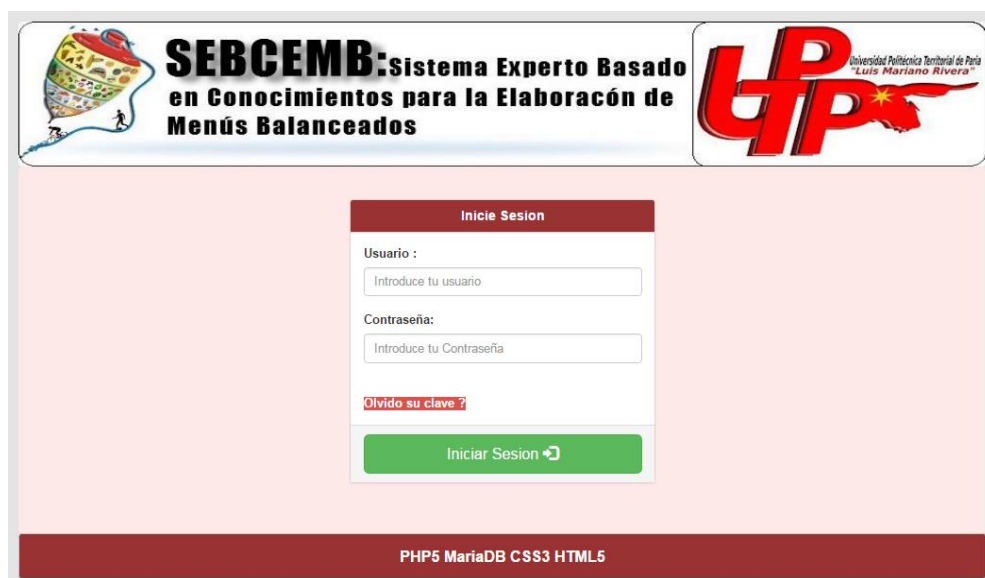 SEBCEMB:Sistema Experto Basado
en Conocimientos para la Elaboracón de
Menús Balanceados
UPTP
Universidad Politécnica Territorial de Paria
"Luis Mariano Rivera"
Inicie Sesion
Usuario :
Introduce tu usuario
Contraseña:
Introduce tu Contraseña
Olvido su clave ?
Iniciar Sesion
PHP5 MariaDB CSS3 HTML5